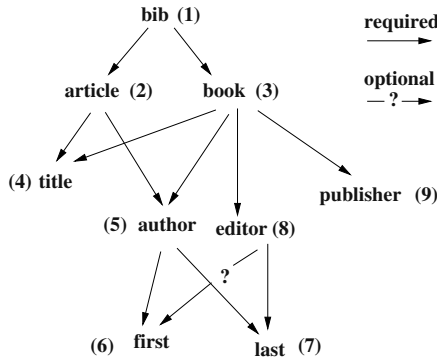 bib (1)
required
article (2)
book (3)
optional
?
(4) title
publisher (9)
(5) author
editor (8)
?
(6) first
last (7)